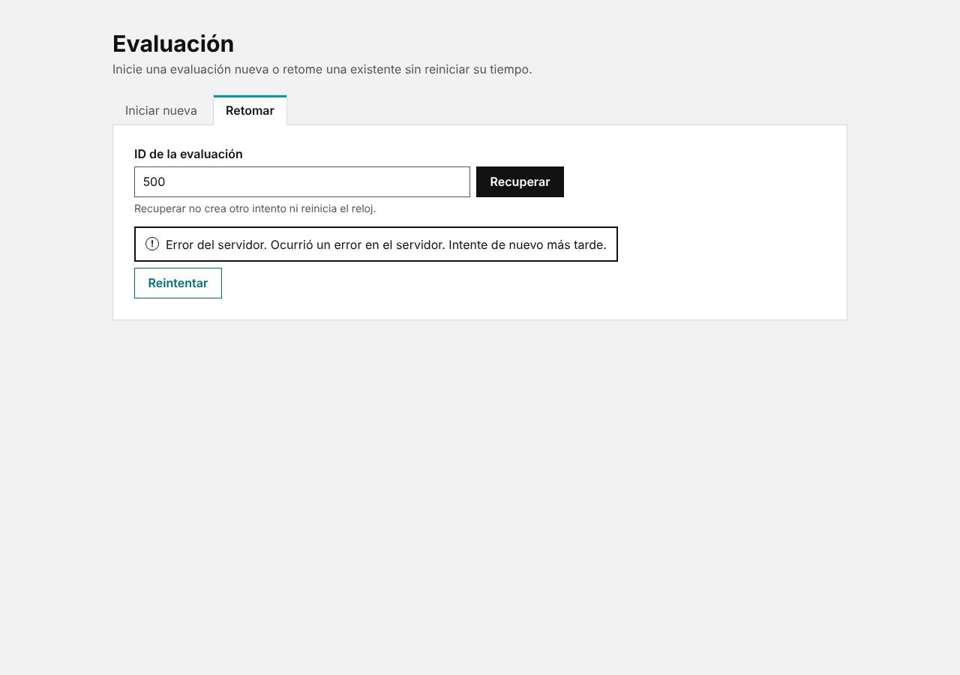 Evaluación
Inicie una evaluación nueva o retome una existente sin reiniciar su tiempo.
Iniciar nueva
Retomar
ID de la evaluación
500
Recuperar
Recuperar no crea otro intento ni reinicia el reloj.
Error del servidor. Ocurrió un error en el servidor. Intente de nuevo más tarde.
Reintentar